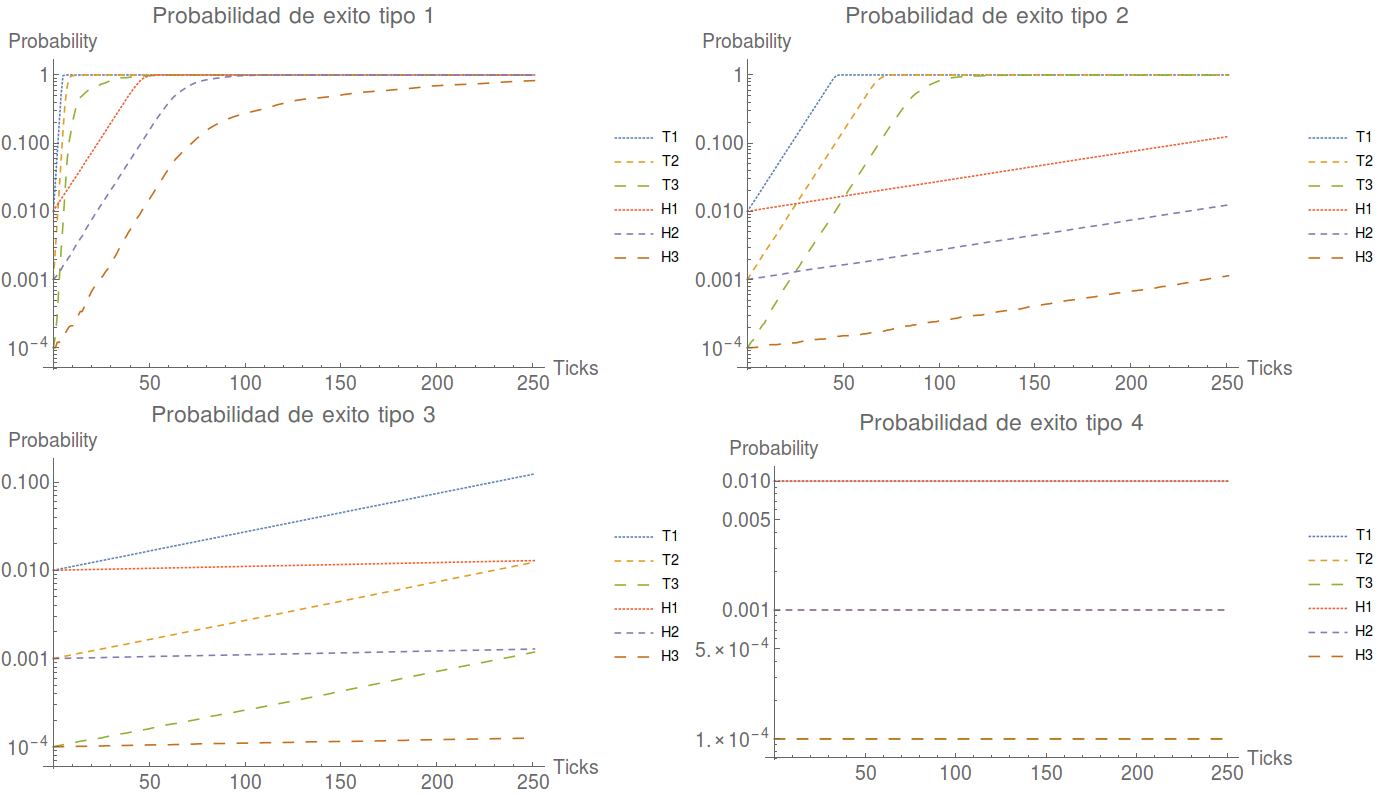 Probabilidad de exito tipo 1
Probability
1
0.100
0.010
0.001
10⁻⁴
50 100 150 200 250
Ticks
T1
T2
T3
H1
H2
H3
Probabilidad de exito tipo 2
Probability
1
0.100
0.010
0.001
10⁻⁴
50 100 150 200 250
Ticks
T1
T2
T3
H1
H2
H3
Probabilidad de exito tipo 3
Probability
0.100
0.010
0.001
10⁻⁴
50 100 150 200 250
Ticks
T1
T2
T3
H1
H2
H3
Probabilidad de exito tipo 4
Probability
0.010
0.005
0.001
5.×10⁻⁴
1.×10⁻⁴
50 100 150 200 250
Ticks
T1
T2
T3
H1
H2
H3